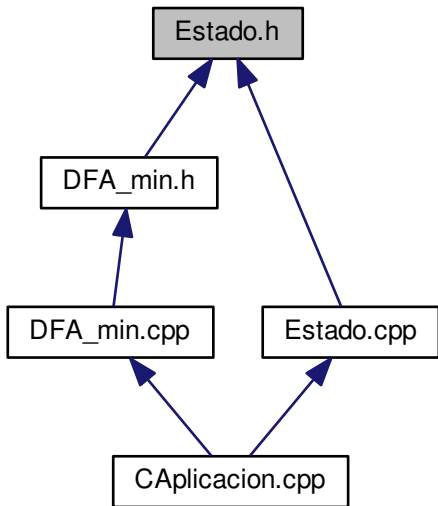 Estado.h
DFA_min.h
DFA_min.cpp
Estado.cpp
CAplicacion.cpp